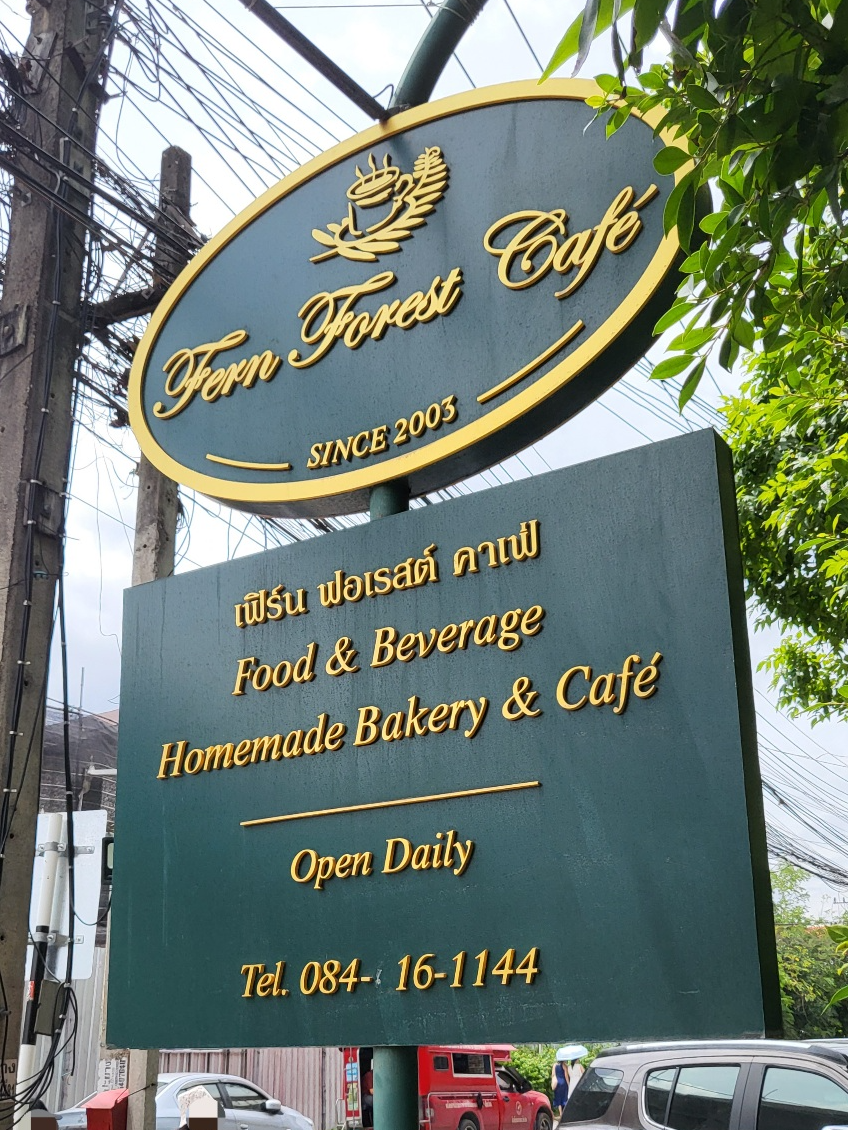 Fern Forest Café
SINCE 2003
เฟิร์น ฟอเรสต์ คาเฟ่
Food & Beverage
Homemade Bakery & Café
Open Daily
Tel. 084- 16-1144